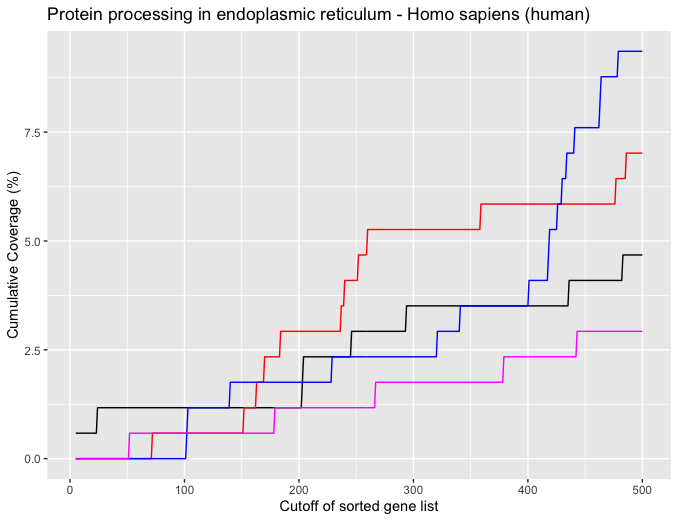 Protein processing in endoplasmic reticulum - Homo sapiens (human)
Cumulative Coverage (%)
7.5
5.0
2.5
0.0
0 100 200 300 400 500
Cutoff of sorted gene list